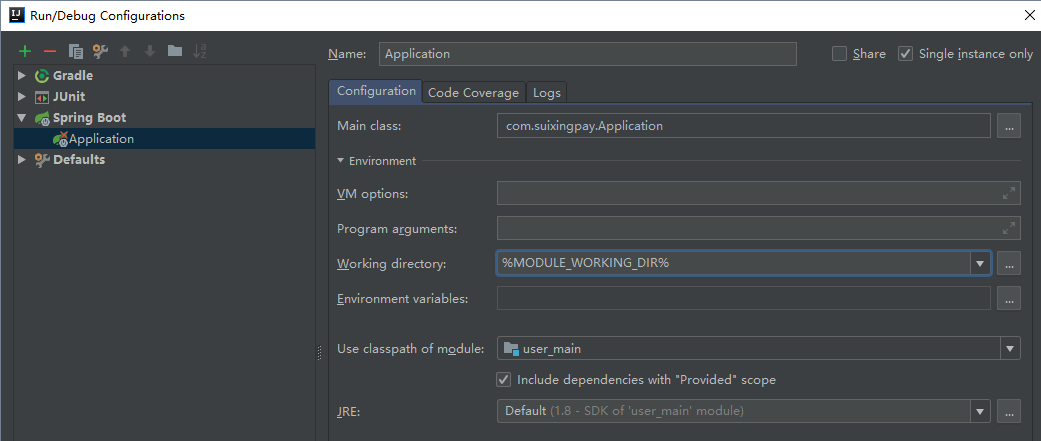 Run/Debug Configurations
Name: Application Share Single instance only
Gradle
JUnit
Spring Boot
Application
Defaults
Configuration Code Coverage Logs
Main class: com.suixingpay.Application ...
Environment
VM options:
Program arguments:
Working directory: %MODULE_WORKING_DIR% ...
Environment variables: ...
Use classpath of module: user_main
Include dependencies with "Provided" scope
JRE: Default (1.8 - SDK of 'user_main' module) ...